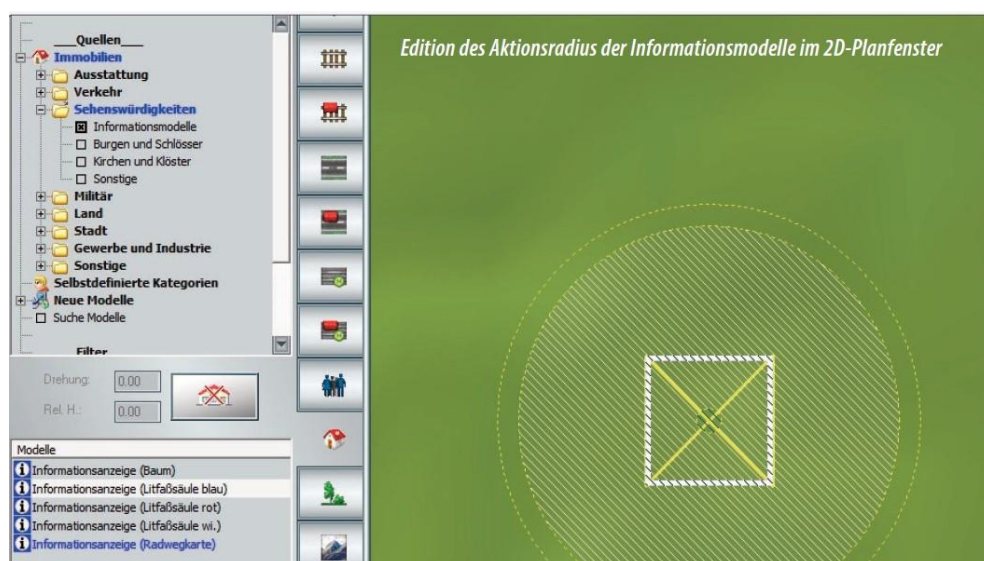 Quellen
Immobilien
Ausstattung
Verkehr
Sehenswürdigkeiten
Informationsmodelle
Burgen und Schlösser
Kirchen und Klöster
Sonstige
Militär
Land
Stadt
Gewerbe und Industrie
Sonstige
Selbstdefinierte Kategorien
Neue Modelle
Suche Modelle
Filter
Drehung: 0.00
Rel. H.: 0.00
Modelle
Informationsanzeige (Baum)
Informationsanzeige (Litfaßsäule blau)
Informationsanzeige (Litfaßsäule rot)
Informationsanzeige (Litfaßsäule wi.)
Informationsanzeige (Radwegkarte)
Edition des Aktionsradius der Informationsmodelle im 2D-Planfenster